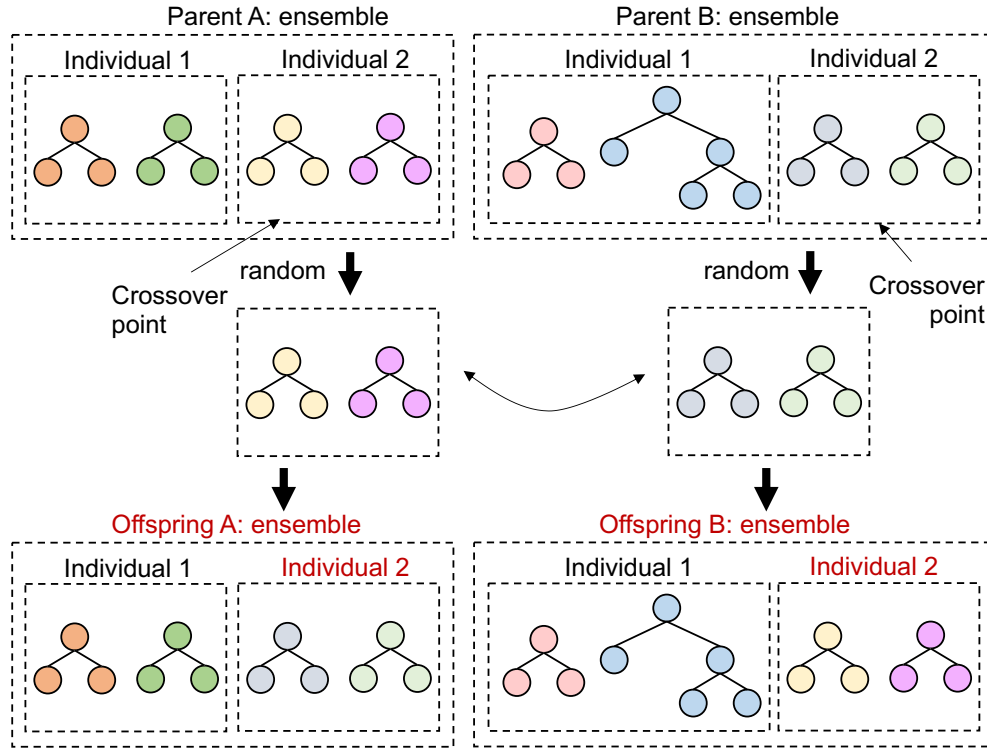 Parent A: ensemble
Parent B: ensemble
Individual 1
Individual 2
Individual 1
Individual 2
random
random
Crossover
point
Crossover
point
Offspring A: ensemble
Offspring B: ensemble
Individual 1
Individual 2
Individual 1
Individual 2